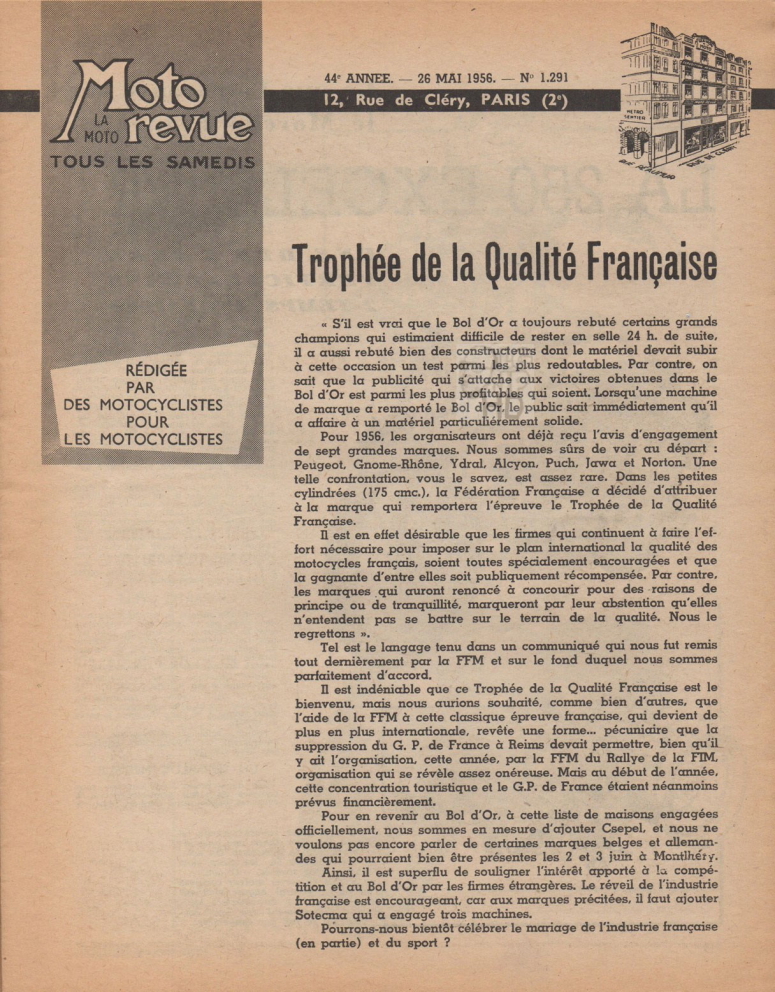 Moto
LA
MOTO
revue
TOUS LES SAMEDIS
44e ANNEE. — 26 MAI 1956. — No 1.291
12, Rue de Cléry, PARIS (2e)
METRO
SENTIER
RUE DE CLERY
RÉDIGÉE
PAR
DES MOTOCYCLISTES
POUR
LES MOTOCYCLISTES
Trophée de la Qualité Française
« S'il est vrai que le Bol d'Or a toujours rebuté certains grands
champions qui estimaient difficile de rester en selle 24 h. de suite,
il a aussi rebuté bien des constructeurs dont le matériel devait subir
à cette occasion un test parmi les plus redoutables. Par contre, on
sait que la publicité qui s'attache aux victoires obtenues dans le
Bol d'Or est parmi les plus profitables qui soient. Lorsqu'une machine
de marque a remporté le Bol d'Or, le public sait immédiatement qu'il
a affaire à un matériel particulièrement solide.
Pour 1956, les organisateurs ont déjà reçu l'avis d'engagement
de sept grandes marques. Nous sommes sûrs de voir au départ :
Peugeot, Gnome-Rhône, Ydral, Alcyon, Puch, Jawa et Norton. Une
telle confrontation, vous le savez, est assez rare. Dans les petites
cylindrées (175 cmc.), la Fédération Française a décidé d'attribuer
à la marque qui remportera l'épreuve le Trophée de la Qualité
Française.
Il est en effet désirable que les firmes qui continuent à faire l'ef-
fort nécessaire pour imposer sur le plan international la qualité des
motocycles français, soient toutes spécialement encouragées et que
la gagnante d'entre elles soit publiquement récompensée. Par contre,
les marques qui auront renoncé à concourir pour des raisons de
principe ou de tranquillité, marqueront par leur abstention qu'elles
n'entendent pas se battre sur le terrain de la qualité. Nous le
regrettons ».
Tel est le langage tenu dans un communiqué qui nous fut remis
tout dernièrement par la FFM et sur le fond duquel nous sommes
parfaitement d'accord.
Il est indéniable que ce Trophée de la Qualité Française est le
bienvenu, mais nous aurions souhaité, comme bien d'autres, que
l'aide de la FFM à cette classique épreuve française, qui devient de
plus en plus internationale, revête une forme... pécuniaire que la
suppression du G. P. de France à Reims devait permettre, bien qu'il
y ait l'organisation, cette année, par la FFM du Rallye de la FIM,
organisation qui se révèle assez onéreuse. Mais au début de l'année,
cette concentration touristique et le G.P. de France étaient néanmoins
prévus financièrement.
Pour en revenir au Bol d'Or, à cette liste de maisons engagées
officiellement, nous sommes en mesure d'ajouter Csepel, et nous ne
voulons pas encore parler de certaines marques belges et alleman-
des qui pourraient bien être présentes les 2 et 3 juin à Montlhéry.
Ainsi, il est superflu de souligner l'intérêt apporté à la compé-
tition et au Bol d'Or par les firmes étrangères. Le réveil de l'industrie
française est encourageant, car aux marques précitées, il faut ajouter
Sotecma qui a engagé trois machines.
Pourrons-nous bientôt célébrer le mariage de l'industrie française
(en partie) et du sport ?